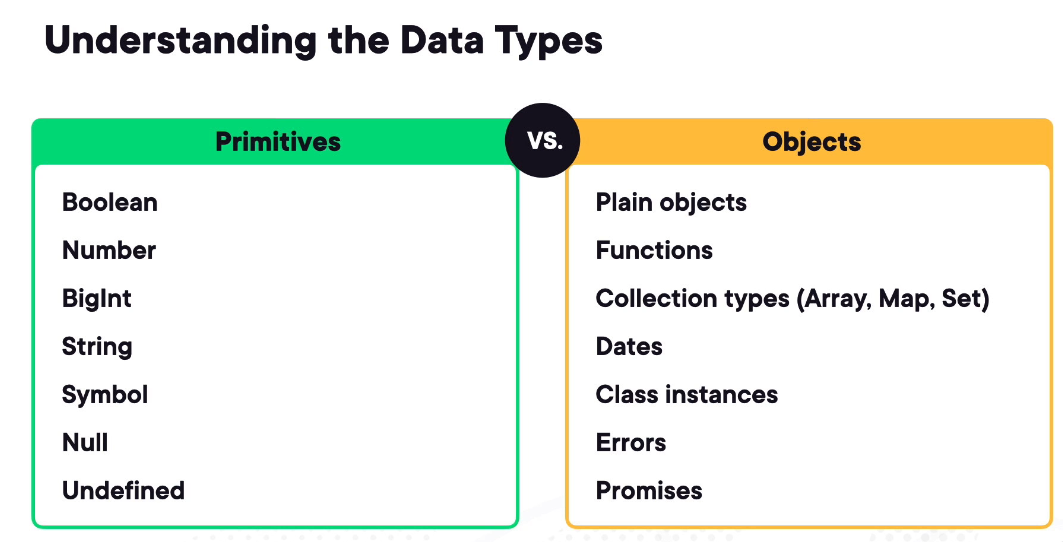 Understanding the Data Types
Primitives
VS.
Objects
Boolean
Number
BigInt
String
Symbol
Null
Undefined
Plain objects
Functions
Collection types (Array, Map, Set)
Dates
Class instances
Errors
Promises